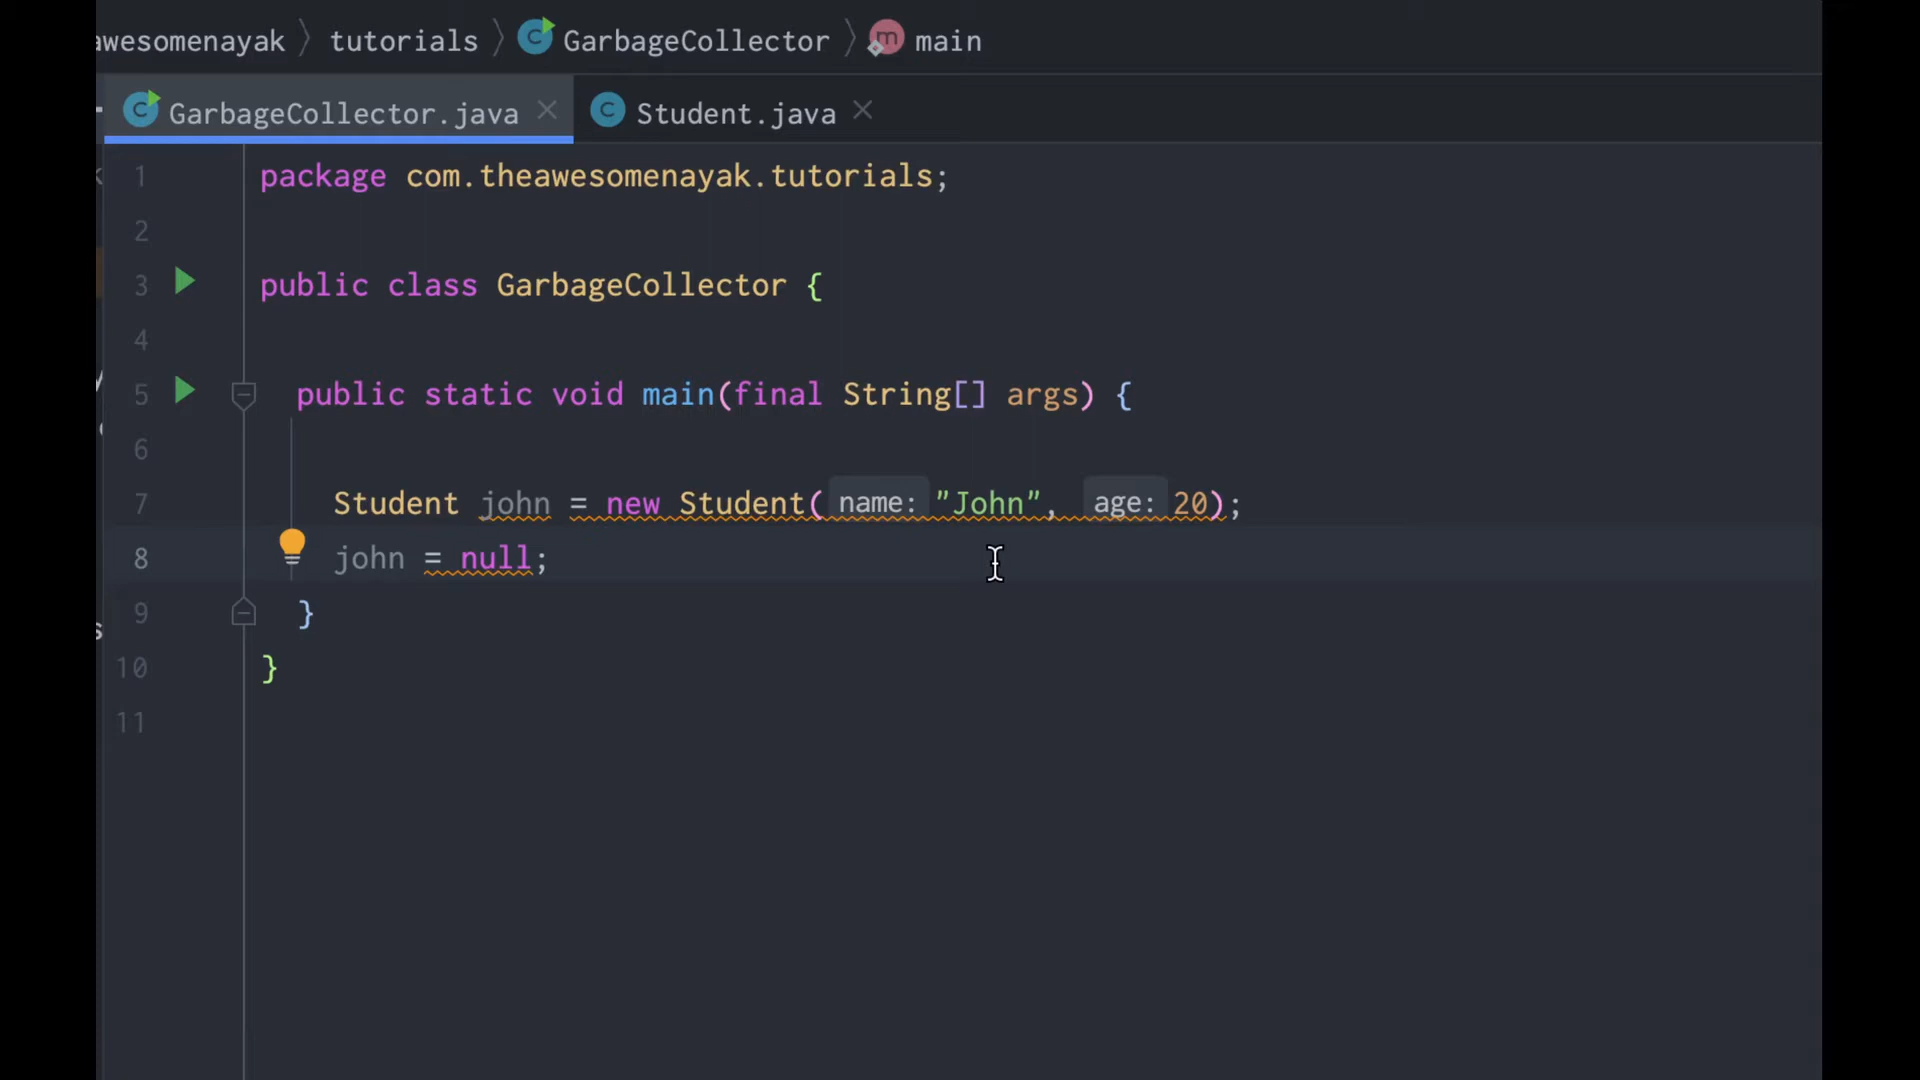 awesomenayak 〉 tutorials 〉 C GarbageCollector 〉 m main
C GarbageCollector.java × C Student.java ×
1 package com.theawesomenayak.tutorials;
2
3 public class GarbageCollector {
4
5 public static void main(final String[] args) {
6
7 Student john = new Student( name: "John", age: 20);
8 john = null;
9 }
10 }
11